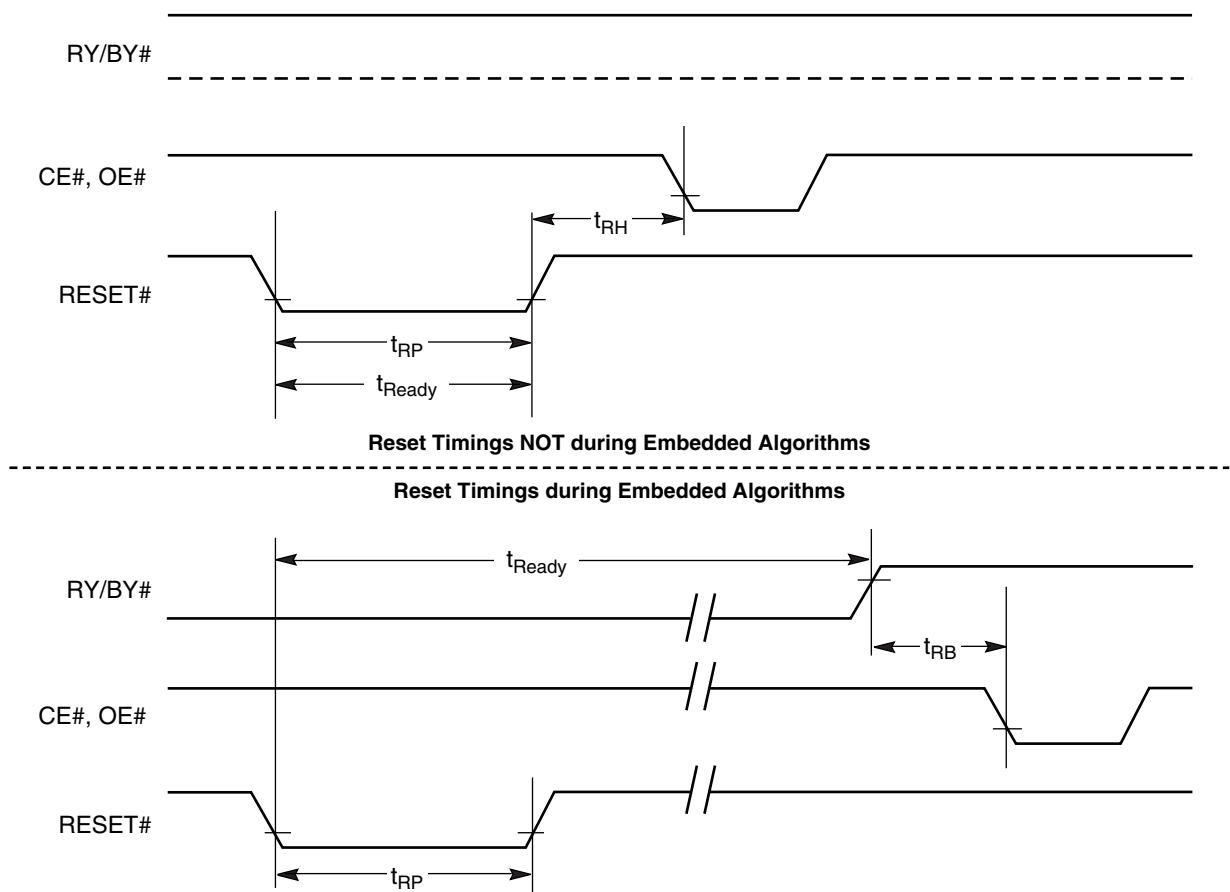 RY/BY#
CE#, OE#
tRH
RESET#
tRP
tReady
Reset Timings NOT during Embedded Algorithms
Reset Timings during Embedded Algorithms
tReady
RY/BY#
tRB
CE#, OE#
RESET#
tRP